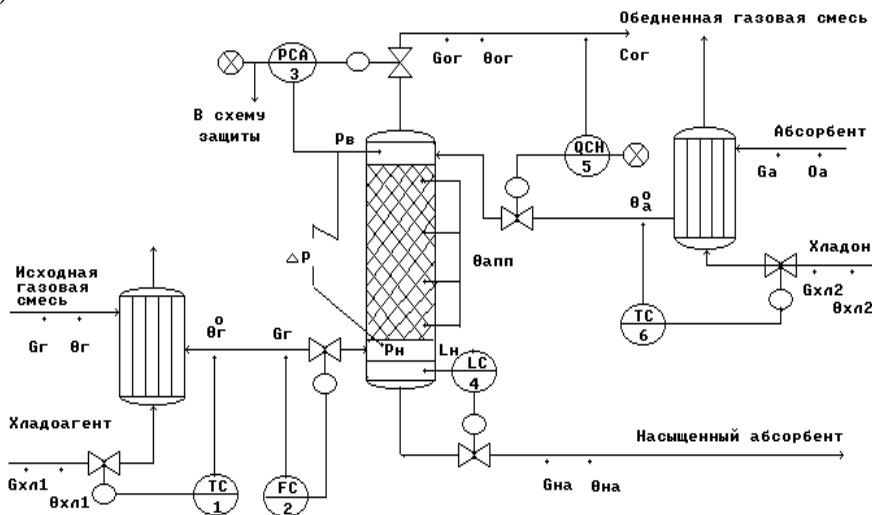 )
Обедненная газовая смесь
PCA
3
Gог θог
Cог
В схему
защиты
Pв
QCH
5
Абсорбент
Gа Θа
θ°а
Хладон
△P
θапп
Исходная
газовая
смесь
Gхл2
θхл2
θ°г
Gг
TC
6
Gг θг
Pн
Lн
LC
4
Хладоагент
Насыщенный абсорбент
Gхл1
θхл1
TC
1
FC
2
Gна θна